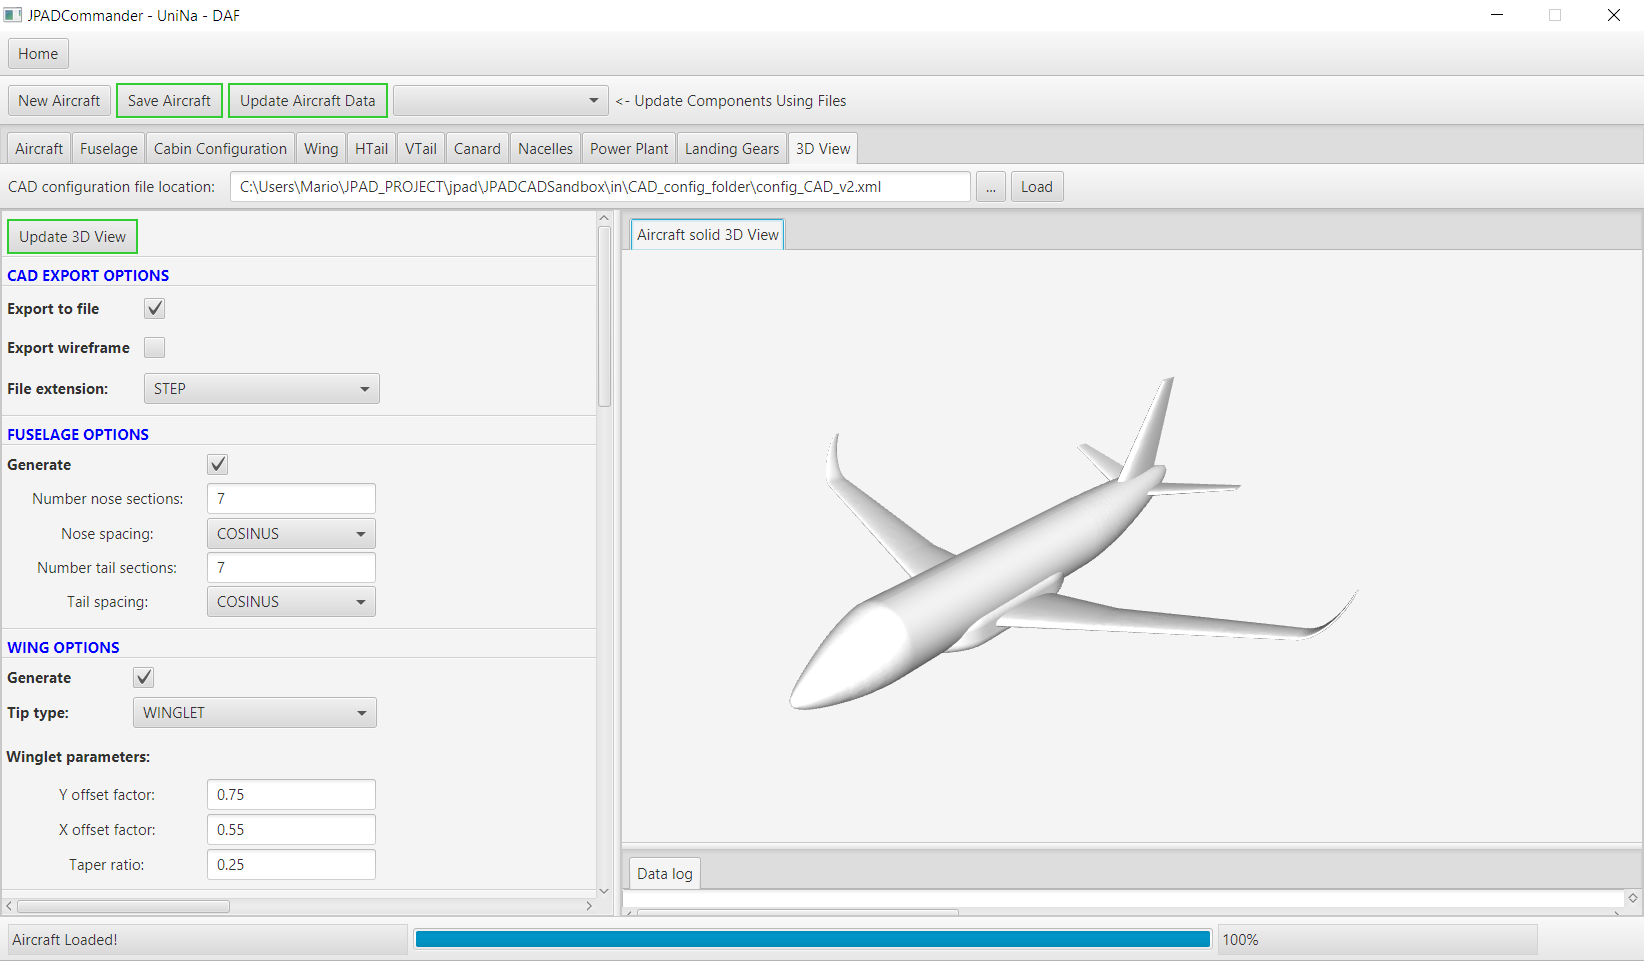 JPADCommander - UniNa - DAF
Home
New Aircraft Save Aircraft Update Aircraft Data <- Update Components Using Files
Aircraft Fuselage Cabin Configuration Wing HTail VTail Canard Nacelles Power Plant Landing Gears 3D View
CAD configuration file location: C:\Users\Mario\JPAD_PROJECT\jpad\JPADCADSandbox\in\CAD_config_folder\config_CAD_v2.xml ... Load
Update 3D View
CAD EXPORT OPTIONS
Export to file
Export wireframe
File extension: STEP
FUSELAGE OPTIONS
Generate
Number nose sections: 7
Nose spacing: COSINUS
Number tail sections: 7
Tail spacing: COSINUS
WING OPTIONS
Generate
Tip type: WINGLET
Winglet parameters:
Y offset factor: 0.75
X offset factor: 0.55
Taper ratio: 0.25
Aircraft solid 3D View
Data log
Aircraft Loaded! 100%